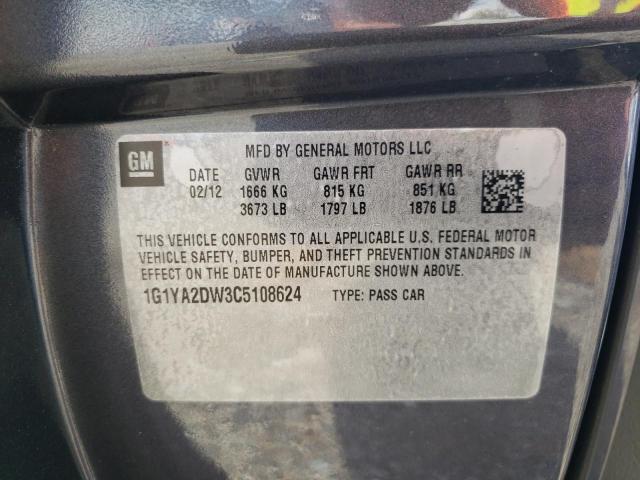 GM
MFD BY GENERAL MOTORS LLC
DATE GVWR GAWR FRT GAWR RR
02/12 1666 KG 815 KG 851 KG
3673 LB 1797 LB 1876 LB
THIS VEHICLE CONFORMS TO ALL APPLICABLE U.S. FEDERAL MOTOR
VEHICLE SAFETY, BUMPER, AND THEFT PREVENTION STANDARDS IN
EFFECT ON THE DATE OF MANUFACTURE SHOWN ABOVE.
1G1YA2DW3C5108624 TYPE: PASS CAR